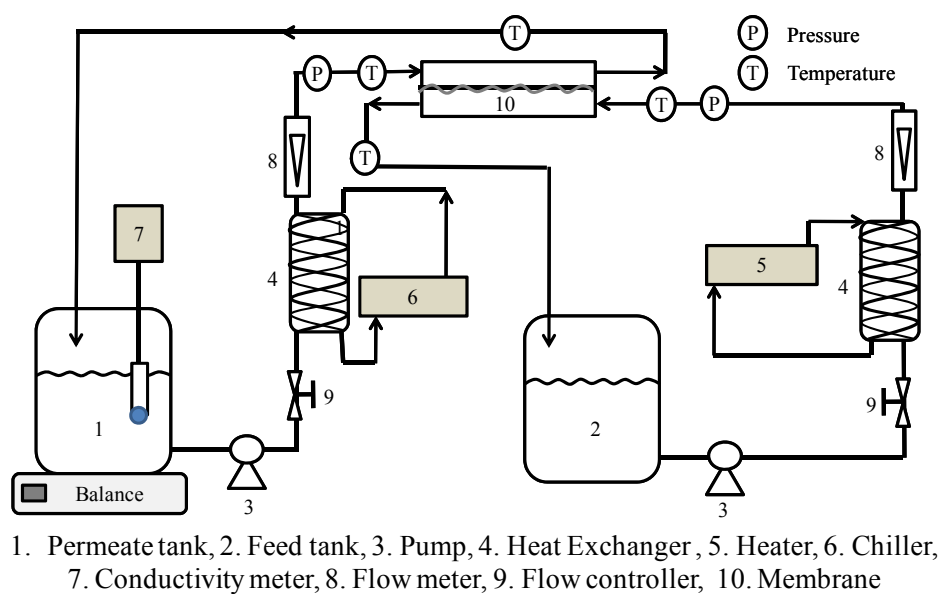 T
P
Pressure
P
T
T
Temperature
10
T
P
8
T
8
7
1
4
6
5
4
9
9
1
2
Balance
3
3
1. Permeate tank, 2. Feed tank, 3. Pump, 4. Heat Exchanger , 5. Heater, 6. Chiller,
7. Conductivity meter, 8. Flow meter, 9. Flow controller, 10. Membrane